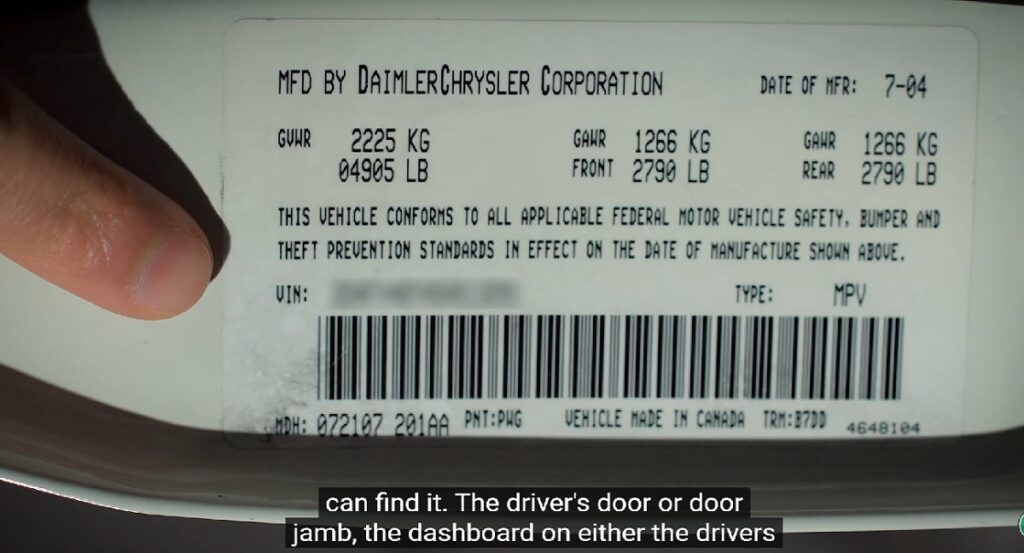 MFD BY DAIMLERCHRYSLER CORPORATION DATE OF MFR: 7-04
GVWR 2225 KG GAWR 1266 KG GAWR 1266 KG
04905 LB FRONT 2790 LB REAR 2790 LB
THIS VEHICLE CONFORMS TO ALL APPLICABLE FEDERAL MOTOR VEHICLE SAFETY, BUMPER AND
THEFT PREVENTION STANDARDS IN EFFECT ON THE DATE OF MANUFACTURE SHOWN ABOVE.
VIN: TYPE: MPV
MDH: 072107 201AA PNT:PWG VEHICLE MADE IN CANADA TRM:B7DD 4648104
can find it. The driver's door or door
jamb, the dashboard on either the drivers